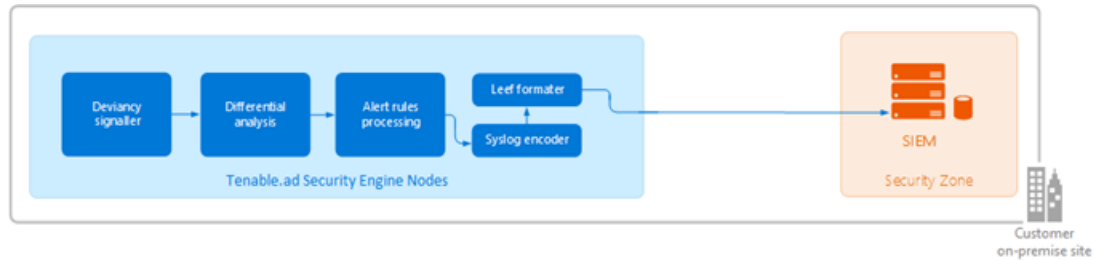 Deviancy
signaller
Differential
analysis
Alert rules
processing
Leef formater
Syslog encoder
Tenable.ad Security Engine Nodes
SIEM
Security Zone
Customer
on-premise site